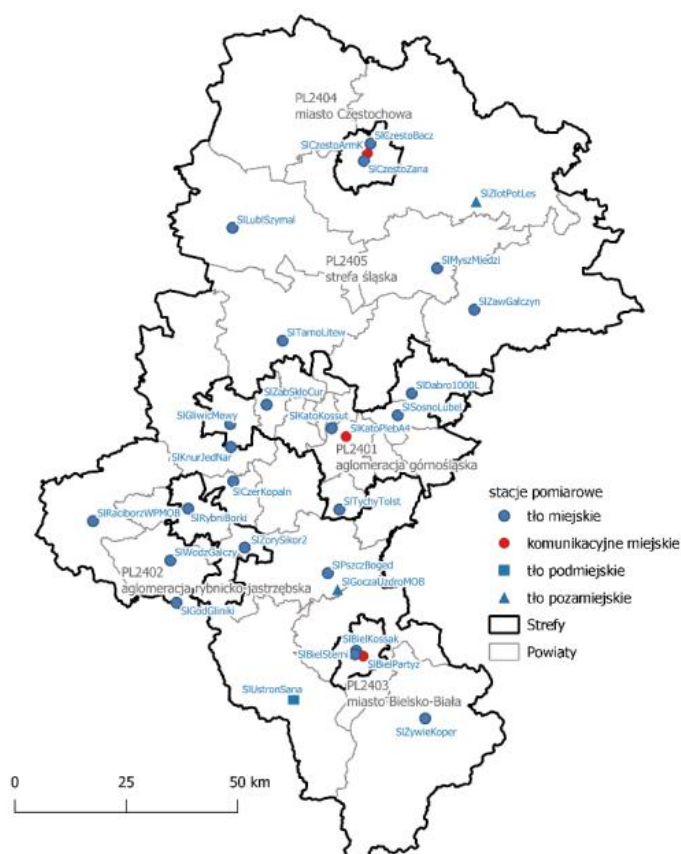 PL2404
miasto Częstochowa
SlCzestoBacz
SlCzestoArmK
SlCzestoZana
SlZlotPotLes
SlLublSzymal
PL2405
strefa śląska
SlMyszMiedzi
SlZawGalczyn
SlTarnoLitew
SlDabro1000L
SlZabSkloCur
SlSosnoLubel
SlGliwicMewy
SlKatoKossut
SlKatoPlebA4
PL2401
aglomeracja górnośląska
SlKnurJedNar
SlCzerKopaln
stacje pomiarowe
SlRaciborzWPMOB
SlRybniBorki
SlTychyTolst
tło miejskie
SlZorySikor2
komunikacyjne miejskie
SlWodzGalczy
SlPszczBoged
tło podmiejskie
PL2402
aglomeracja rybnicko-jastrzębska
SlGoczaUzdroMOB
tło pozamiejskie
SlGodGliniki
Strefy
SlBielKossak
SlBielSterni
Powiaty
SlBielPartyz
PL2403
miasto Bielsko-Biała
SlUstronSana
SlZywieKoper
0 25 50 km